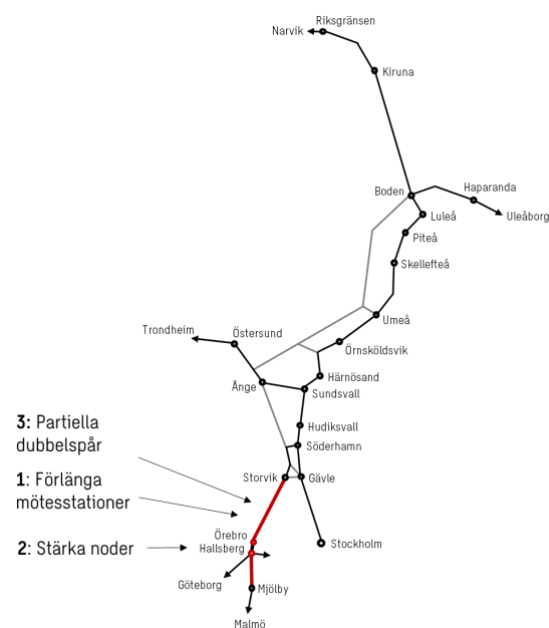 Riksgränsen
Narvik
Kiruna
Boden
Haparanda
Luleå
Uleåborg
Piteå
Skellefteå
Umeå
Trondheim
Östersund
Örnsköldsvik
Härnösand
Ånge
Sundsvall
3: Partiella
dubbelspår
Hudiksvall
Söderhamn
1: Förlänga
mötesstationer
Storvik
Gävle
Örebro
2: Stärka noder
Hallsberg
Stockholm
Göteborg
Mjölby
Malmö